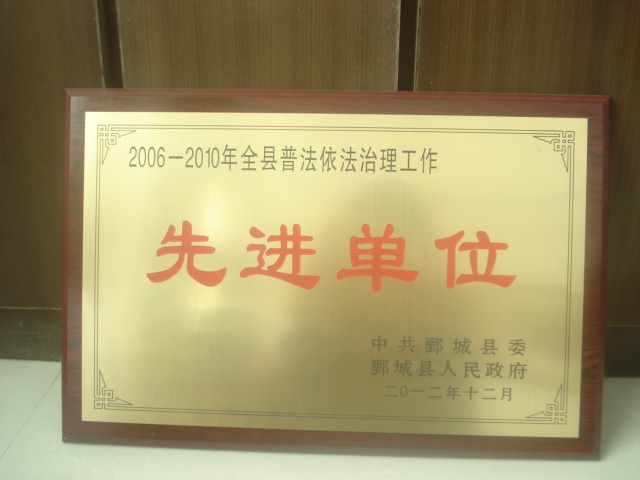 2006－2010年全县普法依法治理工作
先进单位
中共鄄城县委
鄄城县人民政府
二〇一二年十二月